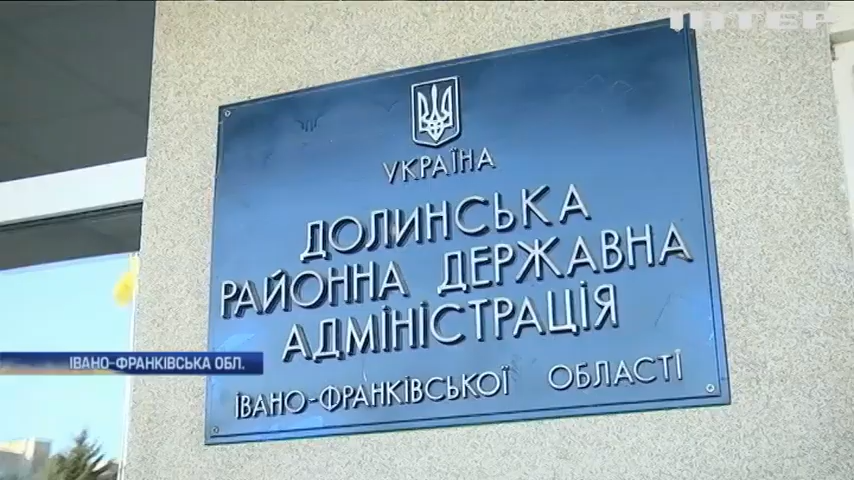 ІНТЕР
УКРАЇНА
ДОЛИНСЬКА
РАЙОННА ДЕРЖАВНА
АДМІНІСТРАЦІЯ
ІВАНО-ФРАНКІВСЬКОЇ ОБЛАСТІ
ІВАНО-ФРАНКІВСЬКА ОБЛ.